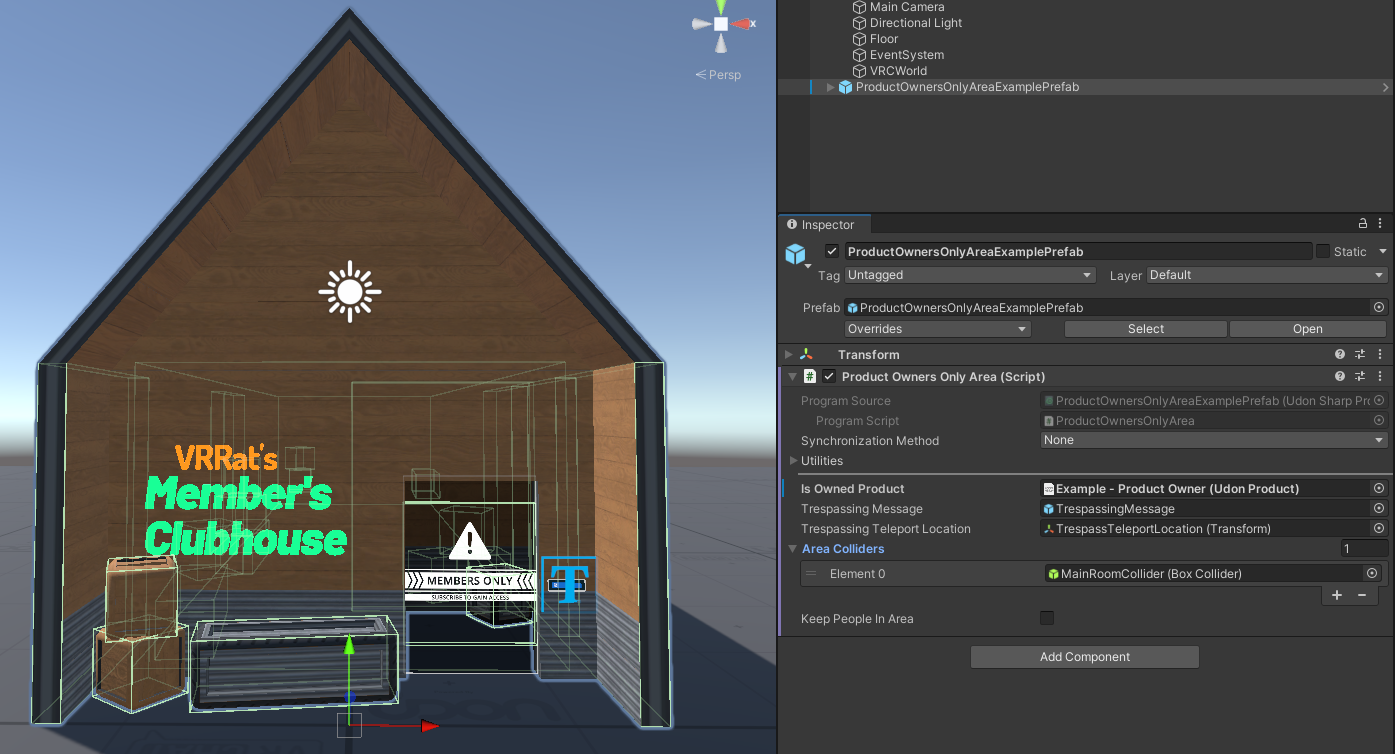 Main Camera
Directional Light
Floor
EventSystem
VRCWorld
ProductOwnersOnlyAreaExamplePrefab
x
Persp
Inspector
ProductOwnersOnlyAreaExamplePrefab
Static
Tag Untagged Layer Default
Prefab ProductOwnersOnlyAreaExamplePrefab
Overrides Select Open
Transform
# Product Owners Only Area (Script)
Program Source ProductOwnersOnlyAreaExamplePrefab (Udon Sharp Pro
Program Script ProductOwnersOnlyArea
Synchronization Method None
Utilities
Is Owned Product Example - Product Owner (Udon Product)
Trespassing Message TrespassingMessage
Trespassing Teleport Location TrespassTeleportLocation (Transform)
Area Colliders 1
Element 0 MainRoomCollider (Box Collider)
+ −
Keep People In Area
Add Component
VRRat's
Member's
Clubhouse
MEMBERS ONLY
SUBSCRIBE TO GAIN ACCESS
T